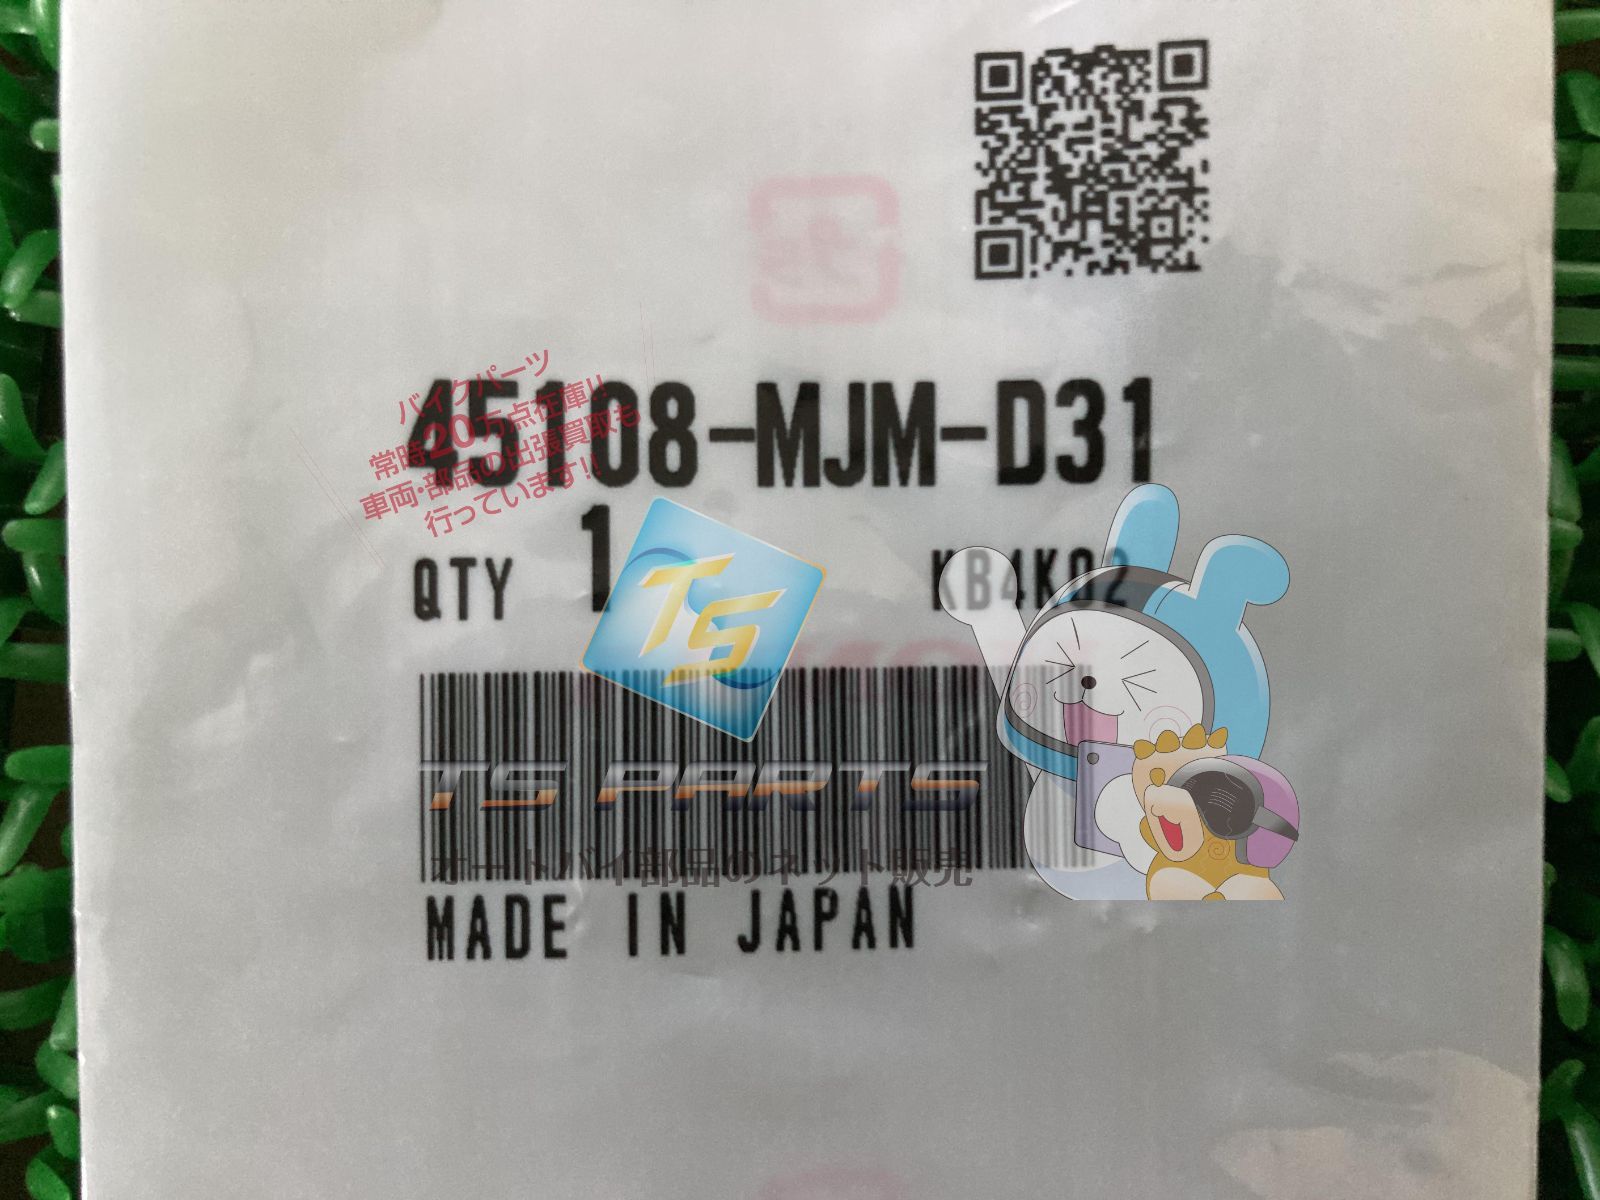 45108-MJM-D31
バイクパーツ
常時20万点在庫!!
車両・部品の出張買取も
行っています!!
QTY 1 KB4K02
TS
TS PARTS
オートバイ部品のネット販売
MADE IN JAPAN